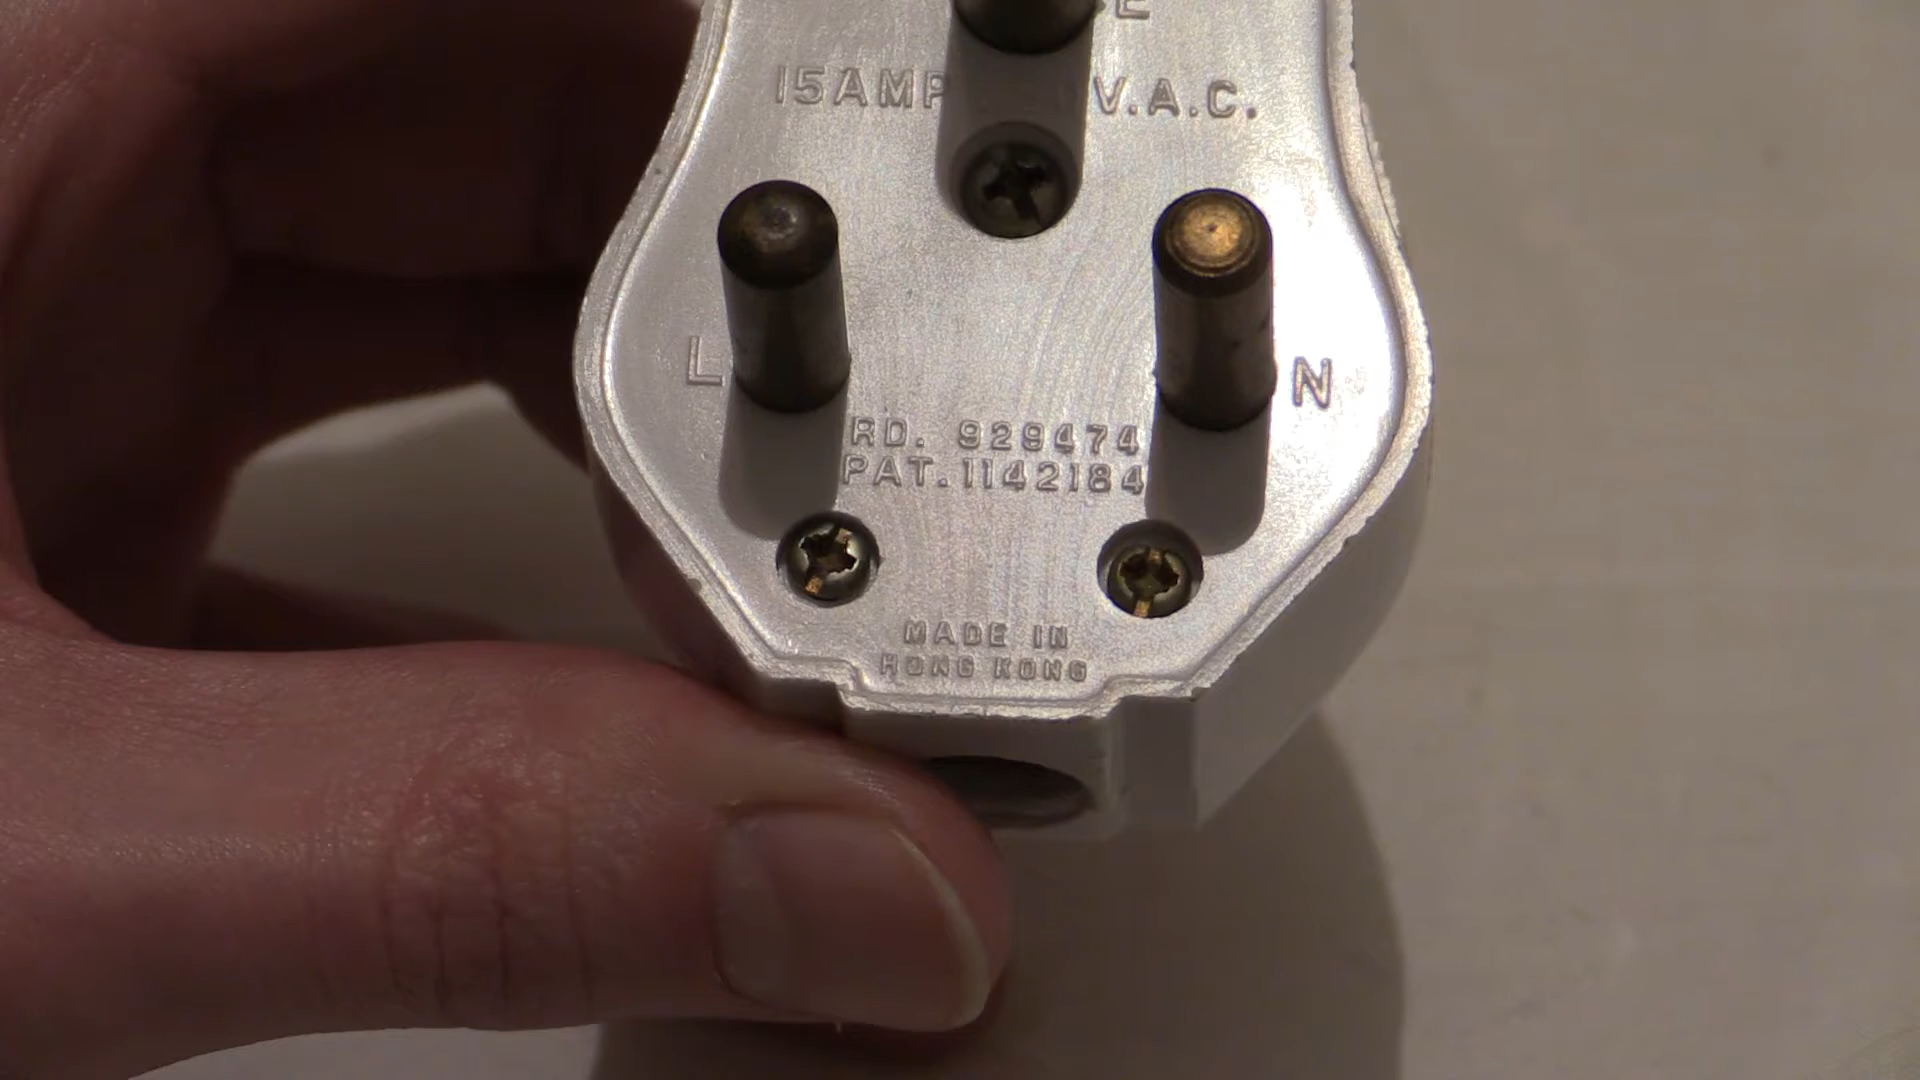 E
15AMP V.A.C.
L
N
RD. 929474
PAT. 1142184
MADE IN
HONG KONG